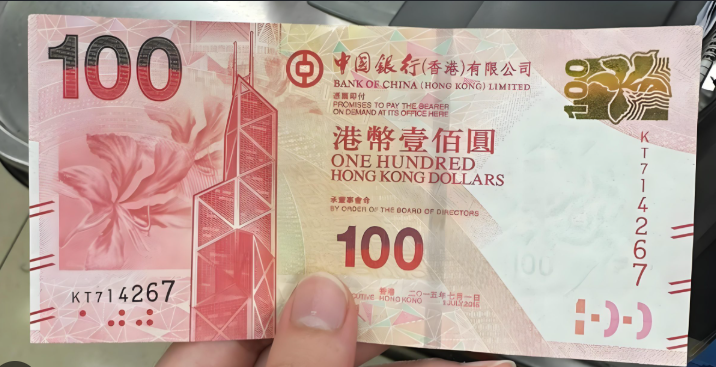 100
中國銀行(香港)有限公司
BANK OF CHINA (HONG KONG) LIMITED
憑票即付
PROMISES TO PAY THE BEARER
ON DEMAND AT ITS OFFICE HERE
港幣壹佰圓
ONE HUNDRED
HONG KONG DOLLARS
承董事會命
BY ORDER OF THE BOARD OF DIRECTORS
100
香港 二〇一五年七月一日
HONG KONG
KT714267
100
KT714267
100